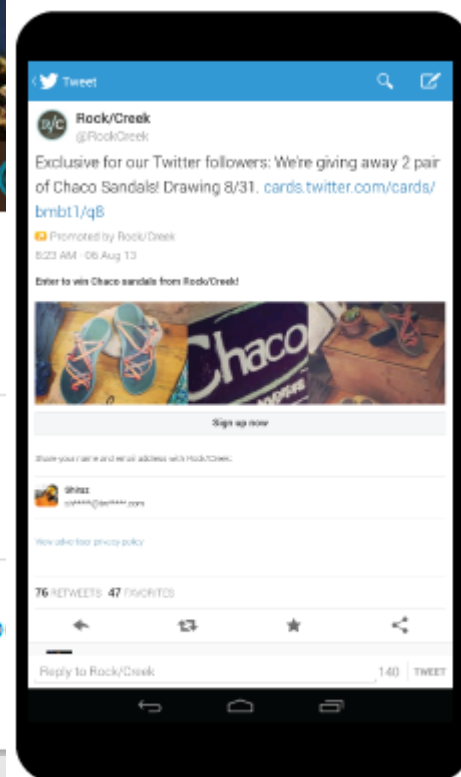 Tweet
R/C
Rock/Creek
@RockCreek
Exclusive for our Twitter followers: We're giving away 2 pair
of Chaco Sandals! Drawing 8/31. cards.twitter.com/cards/
bmbt1/q8
Promoted by Rock/Creek
8:23 AM · 06 Aug 13
Enter to win Chaco sandals from Rock/Creek!
Chaco
Sign up now
Share your name and email address with Rock/Creek.
Shiraz
View advertiser privacy policy
76 RETWEETS 47 FAVORITES
Reply to Rock/Creek
140 TWEET